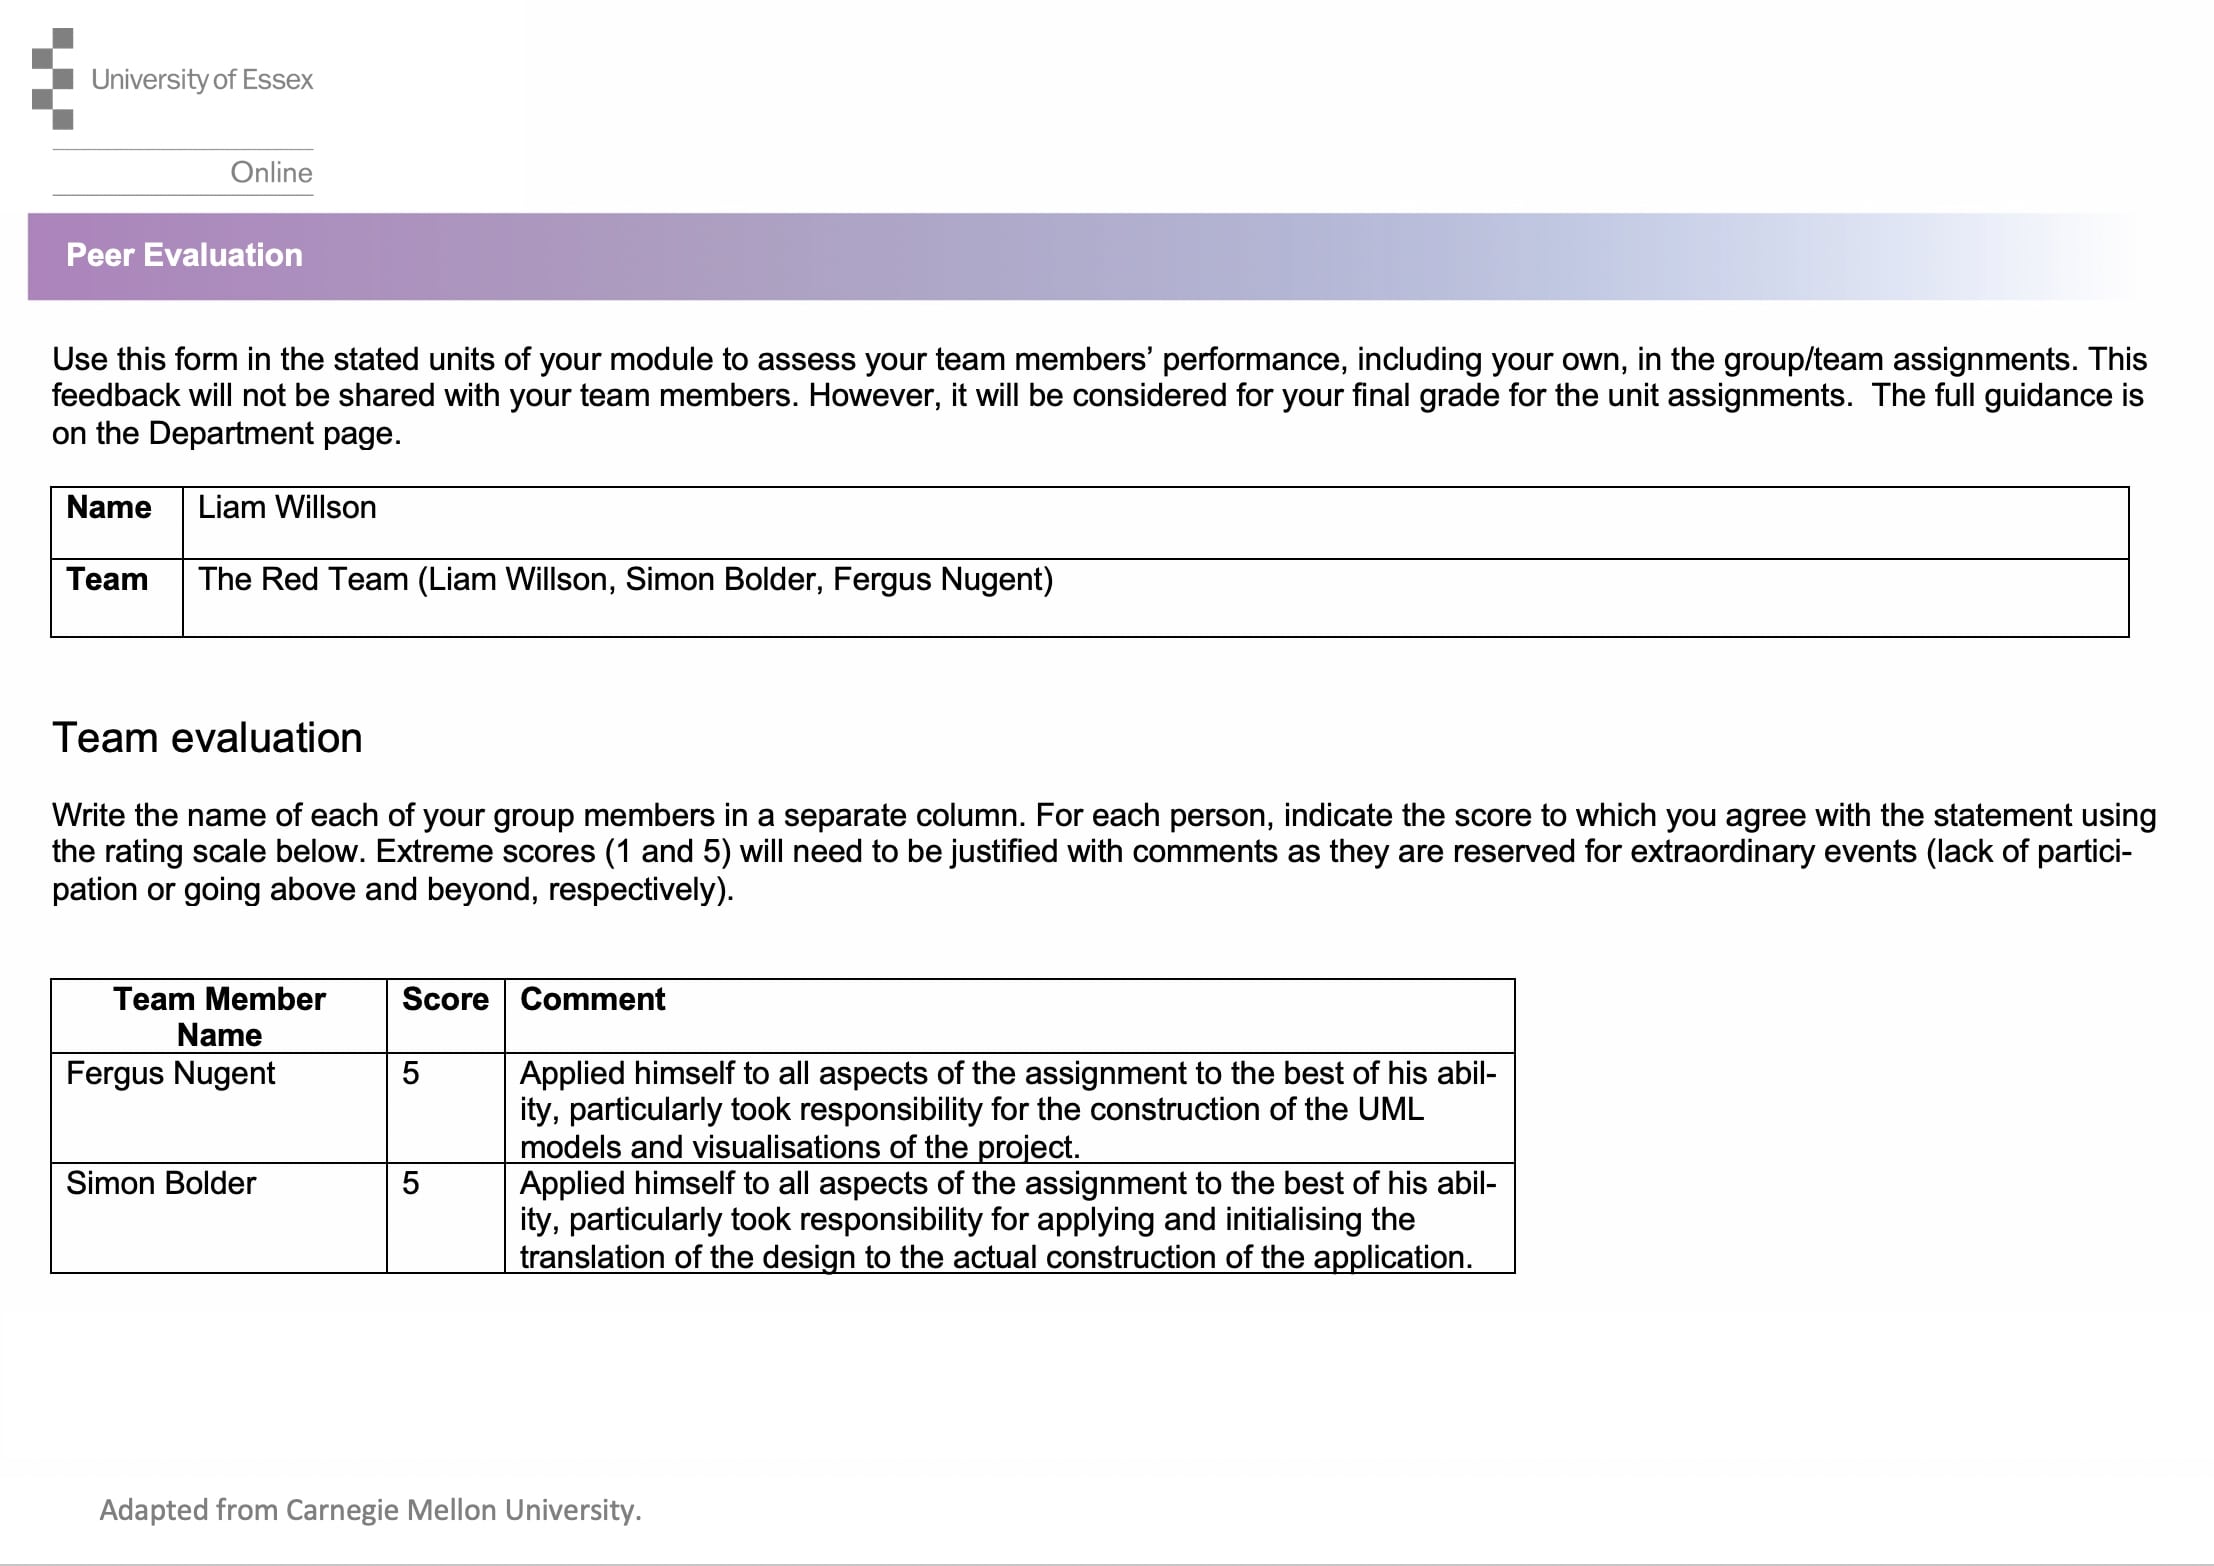 University of Essex
Online
Peer Evaluation
Use this form in the stated units of your module to assess your team members’ performance, including your own, in the group/team assignments. This
feedback will not be shared with your team members. However, it will be considered for your final grade for the unit assignments.  The full guidance is
on the Department page.
Name Liam Willson
Team The Red Team (Liam Willson, Simon Bolder, Fergus Nugent)
Team evaluation
Write the name of each of your group members in a separate column. For each person, indicate the score to which you agree with the statement using
the rating scale below. Extreme scores (1 and 5) will need to be justified with comments as they are reserved for extraordinary events (lack of partici-
pation or going above and beyond, respectively).
Team Member Score Comment
Name
Fergus Nugent 5 Applied himself to all aspects of the assignment to the best of his abil-
ity, particularly took responsibility for the construction of the UML
models and visualisations of the project.
Simon Bolder 5 Applied himself to all aspects of the assignment to the best of his abil-
ity, particularly took responsibility for applying and initialising the
translation of the design to the actual construction of the application.
Adapted from Carnegie Mellon University.